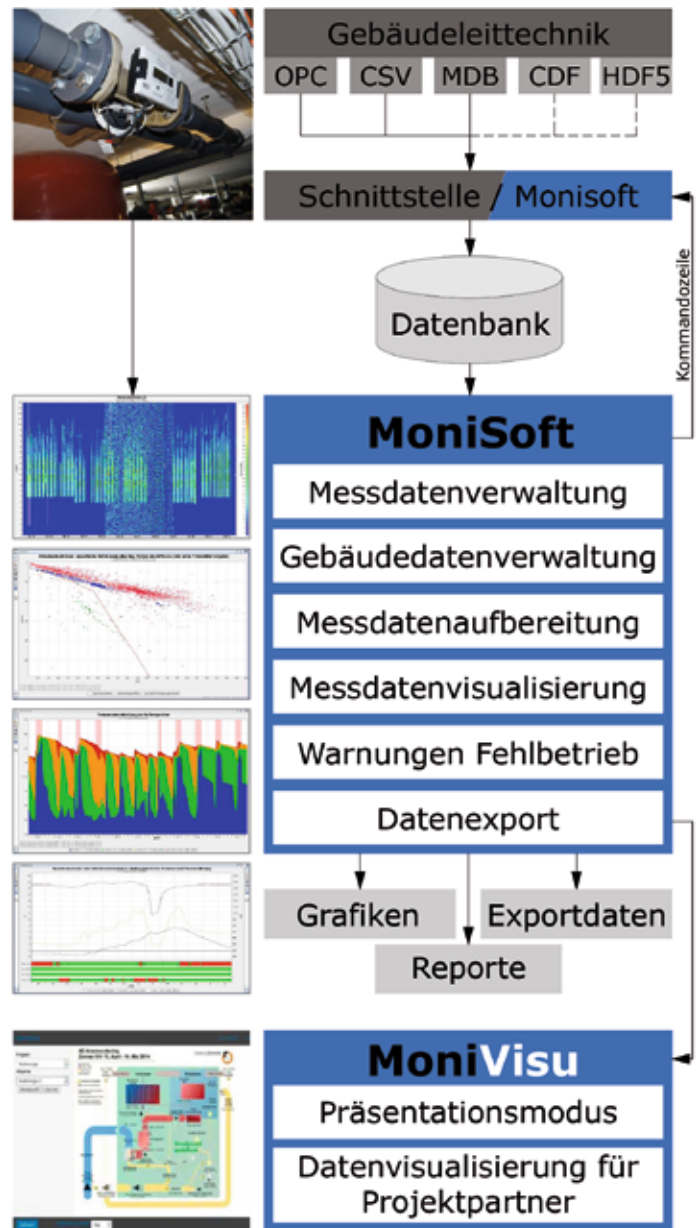 Gebäudeleittechnik
OPC
CSV
MDB
CDF
HDF5
Schnittstelle / Monisoft
Kommandozeile
Datenbank
MoniSoft
Messdatenverwaltung
Gebäudedatenverwaltung
Messdatenaufbereitung
Messdatenvisualisierung
Warnungen Fehlbetrieb
Datenexport
Grafiken
Exportdaten
Reporte
MoniVisu
Präsentationsmodus
Datenvisualisierung für
Projektpartner